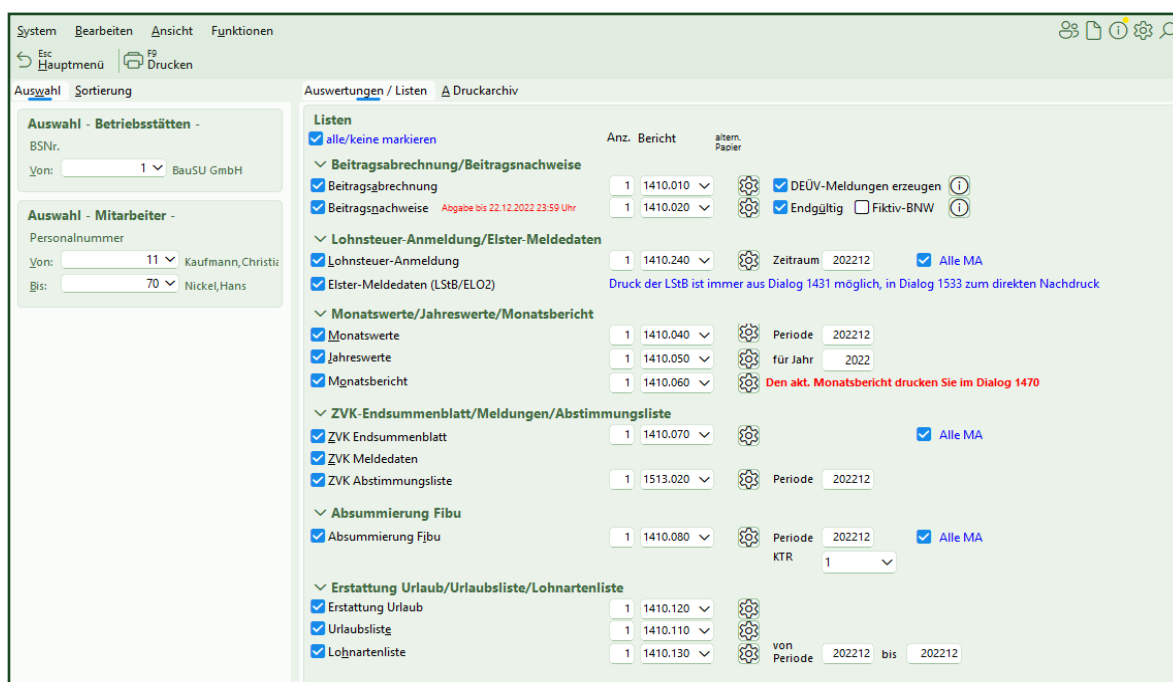 System Bearbeiten Ansicht Funktionen
Esc Hauptmenü F9 Drucken
Auswahl Sortierung
Auswahl - Betriebsstätten -
BSNr.
Von: 1 BauSU GmbH
Auswahl - Mitarbeiter -
Personalnummer
Von: 11 Kaufmann,Christia
Bis: 70 Nickel,Hans
Auswertungen / Listen A Druckarchiv
Listen
alle/keine markieren Anz. Bericht altern. Papier
Beitragsabrechnung/Beitragsnachweise
Beitragsabrechnung 1 1410.010 DEÜV-Meldungen erzeugen
Beitragsnachweise Abgabe bis 22.12.2022 23:59 Uhr 1 1410.020 Endgültig Fiktiv-BNW
Lohnsteuer-Anmeldung/Elster-Meldedaten
Lohnsteuer-Anmeldung 1 1410.240 Zeitraum 202212 Alle MA
Elster-Meldedaten (LStB/ELO2) Druck der LStB ist immer aus Dialog 1431 möglich, in Dialog 1533 zum direkten Nachdruck
Monatswerte/Jahreswerte/Monatsbericht
Monatswerte 1 1410.040 Periode 202212
Jahreswerte 1 1410.050 für Jahr 2022
Monatsbericht 1 1410.060 Den akt. Monatsbericht drucken Sie im Dialog 1470
ZVK-Endsummenblatt/Meldungen/Abstimmungsliste
ZVK Endsummenblatt 1 1410.070 Alle MA
ZVK Meldedaten
ZVK Abstimmungsliste 1 1513.020 Periode 202212
Absummierung Fibu
Absummierung Fibu 1 1410.080 Periode 202212 Alle MA
KTR 1
Erstattung Urlaub/Urlaubsliste/Lohnartenliste
Erstattung Urlaub 1 1410.120
Urlaubsliste 1 1410.110
Lohnartenliste 1 1410.130 von Periode 202212 bis 202212